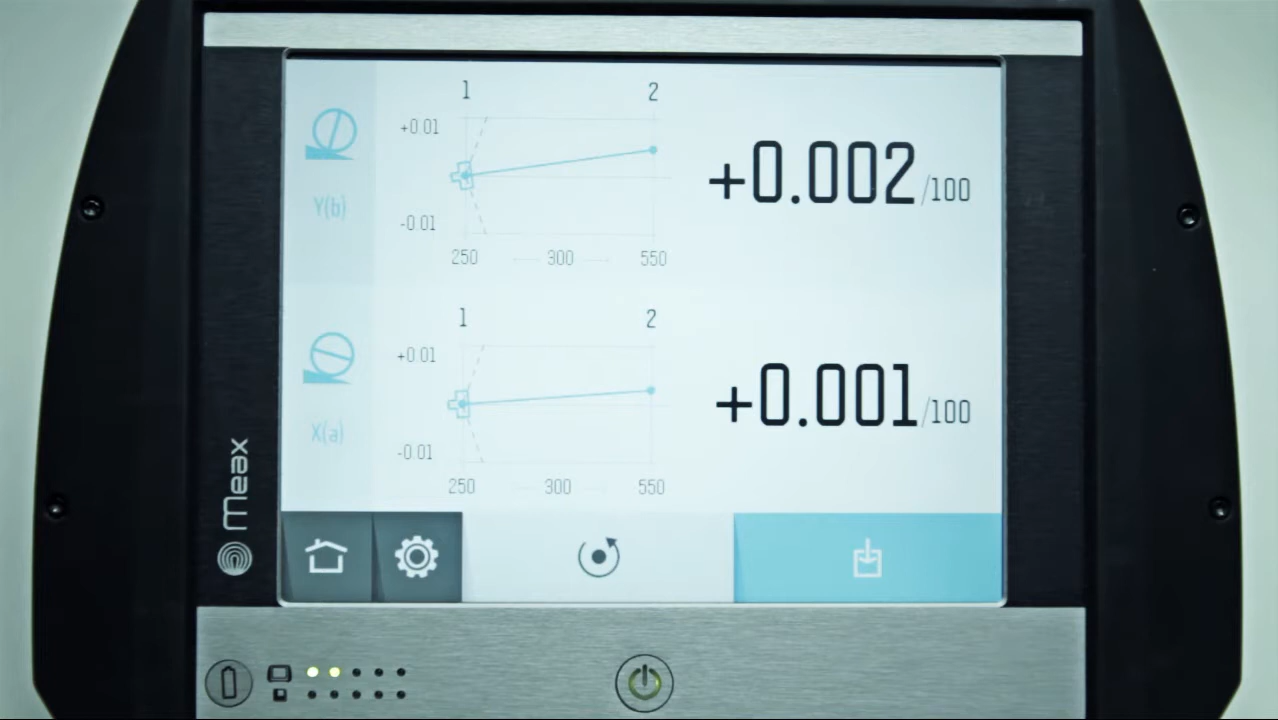 1 2
+0.01
+0.002/100
Y(b)
-0.01
250 300 550
1 2
+0.01
+0.001/100
X(a)
-0.01
250 300 550
Meax